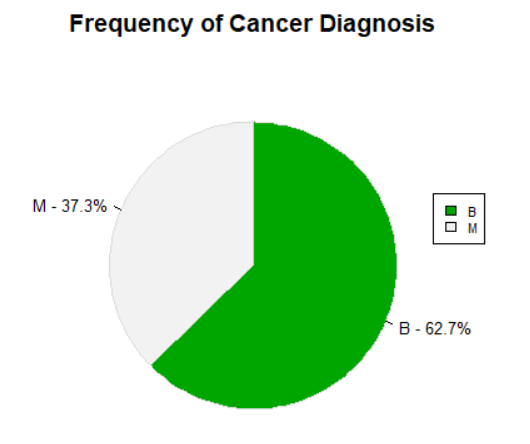 Frequency of Cancer Diagnosis
M - 37.3%
B
M
B - 62.7%